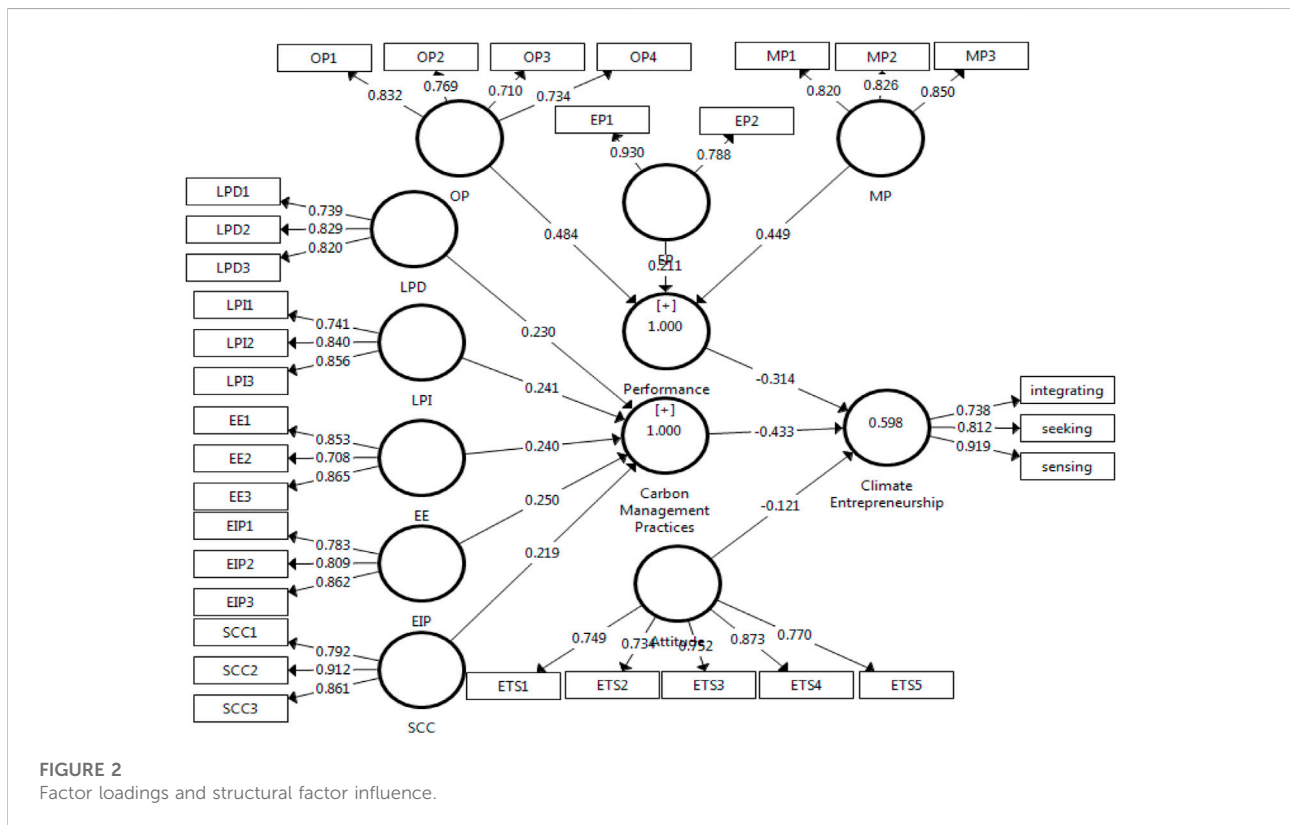 OP1
OP2
OP3
OP4
MP1
MP2
MP3
0.832
0.769
0.710
0.734
0.820
0.826
0.850
EP1
EP2
0.930
0.788
OP
MP
LPD1
LPD2
LPD3
0.739
0.829
0.820
LPD
0.484
EP
0.211
0.449
LPI1
LPI2
LPI3
0.741
0.840
0.856
LPI
0.230
0.241
[+]
1.000
Performance
-0.314
[+]
1.000
Carbon
Management
Practices
-0.433
0.598
Climate
Entrepreneurship
0.738
0.812
0.919
integrating
seeking
sensing
EE1
EE2
EE3
0.853
0.708
0.865
EE
0.240
EIP1
EIP2
EIP3
0.783
0.809
0.862
EIP
0.250
0.219
-0.121
SCC1
SCC2
SCC3
0.792
0.912
0.861
SCC
Attitude
0.749
0.734
0.752
0.873
0.770
ETS1
ETS2
ETS3
ETS4
ETS5
FIGURE 2
Factor loadings and structural factor influence.